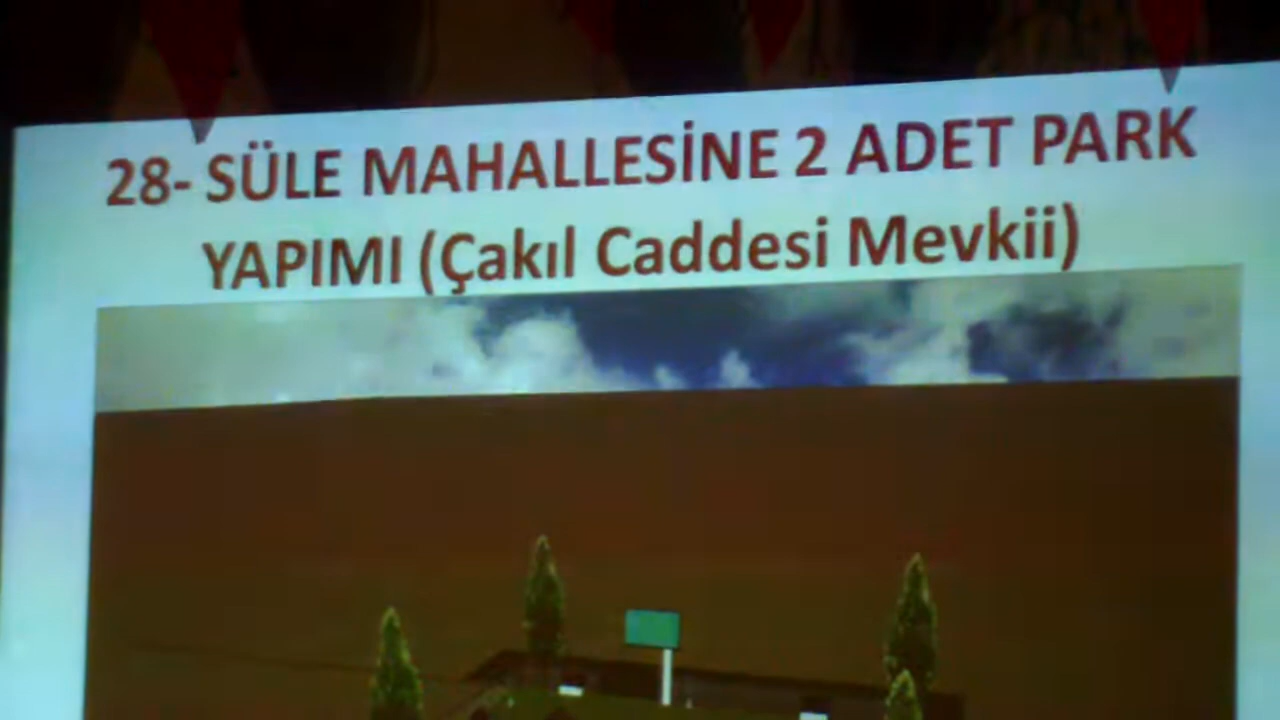 28- SÜLE MAHALLESİNE 2 ADET PARK
YAPIMI (Çakıl Caddesi Mevkii)